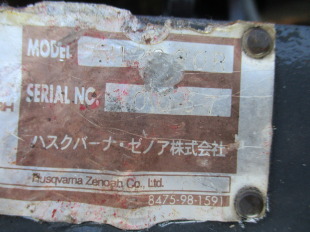 MODEL
SERIAL NO.
ハスクバーナ・ゼノア株式会社
Husqvarna Zenoah Co., Ltd.
8475-98-1591